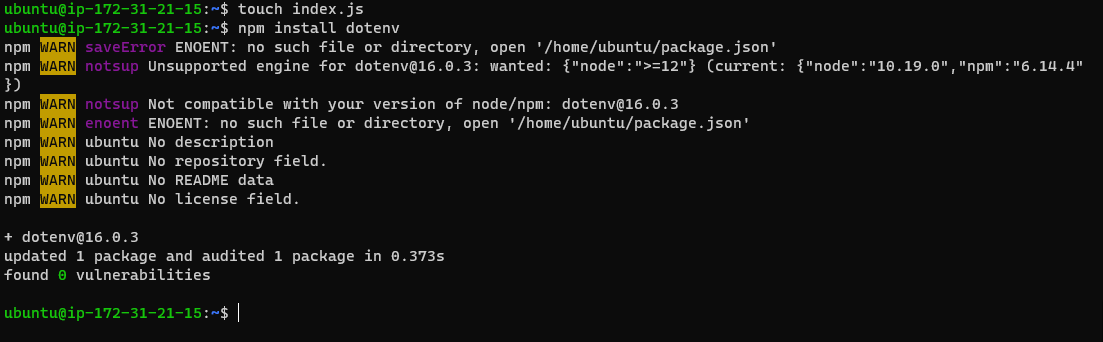 ubuntu@ip-172-31-21-15:~$ touch index.js
ubuntu@ip-172-31-21-15:~$ npm install dotenv
npm WARN saveError ENOENT: no such file or directory, open '/home/ubuntu/package.json'
npm WARN notsup Unsupported engine for dotenv@16.0.3: wanted: {"node":">=12"} (current: {"node":"10.19.0","npm":"6.14.4"
})
npm WARN notsup Not compatible with your version of node/npm: dotenv@16.0.3
npm WARN enoent ENOENT: no such file or directory, open '/home/ubuntu/package.json'
npm WARN ubuntu No description
npm WARN ubuntu No repository field.
npm WARN ubuntu No README data
npm WARN ubuntu No license field.
+ dotenv@16.0.3
updated 1 package and audited 1 package in 0.373s
found 0 vulnerabilities
ubuntu@ip-172-31-21-15:~$